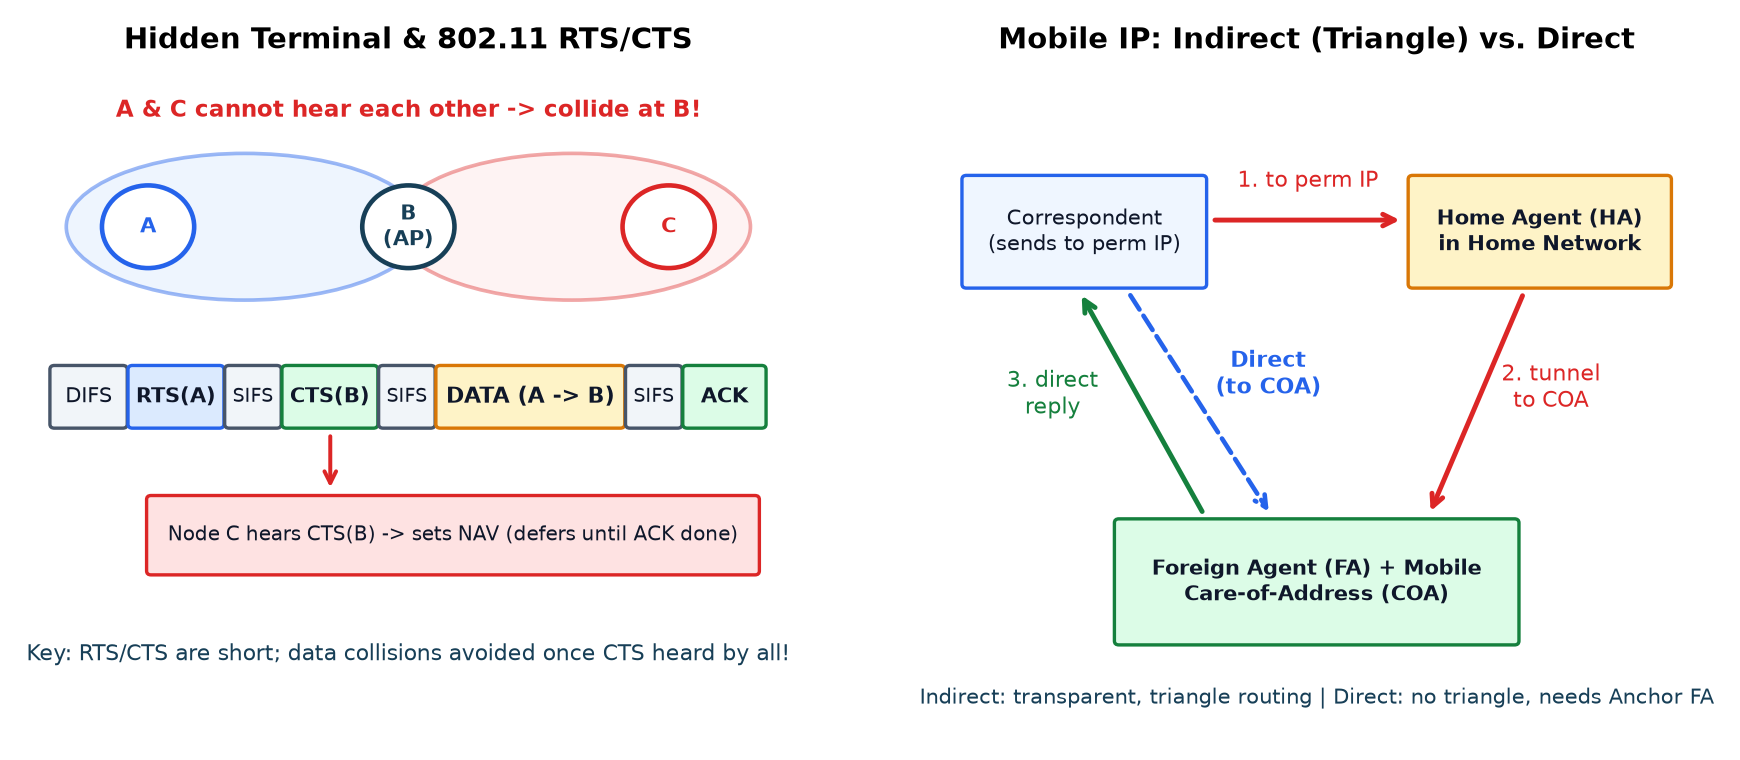 Hidden Terminal & 802.11 RTS/CTS
A & C cannot hear each other -> collide at B!
A
B
(AP)
C
DIFS
RTS(A)
SIFS
CTS(B)
SIFS
DATA (A -> B)
SIFS
ACK
Node C hears CTS(B) -> sets NAV (defers until ACK done)
Key: RTS/CTS are short; data collisions avoided once CTS heard by all!
Mobile IP: Indirect (Triangle) vs. Direct
Correspondent
(sends to perm IP)
1. to perm IP
Home Agent (HA)
in Home Network
3. direct
reply
Direct
(to COA)
2. tunnel
to COA
Foreign Agent (FA) + Mobile
Care-of-Address (COA)
Indirect: transparent, triangle routing | Direct: no triangle, needs Anchor FA